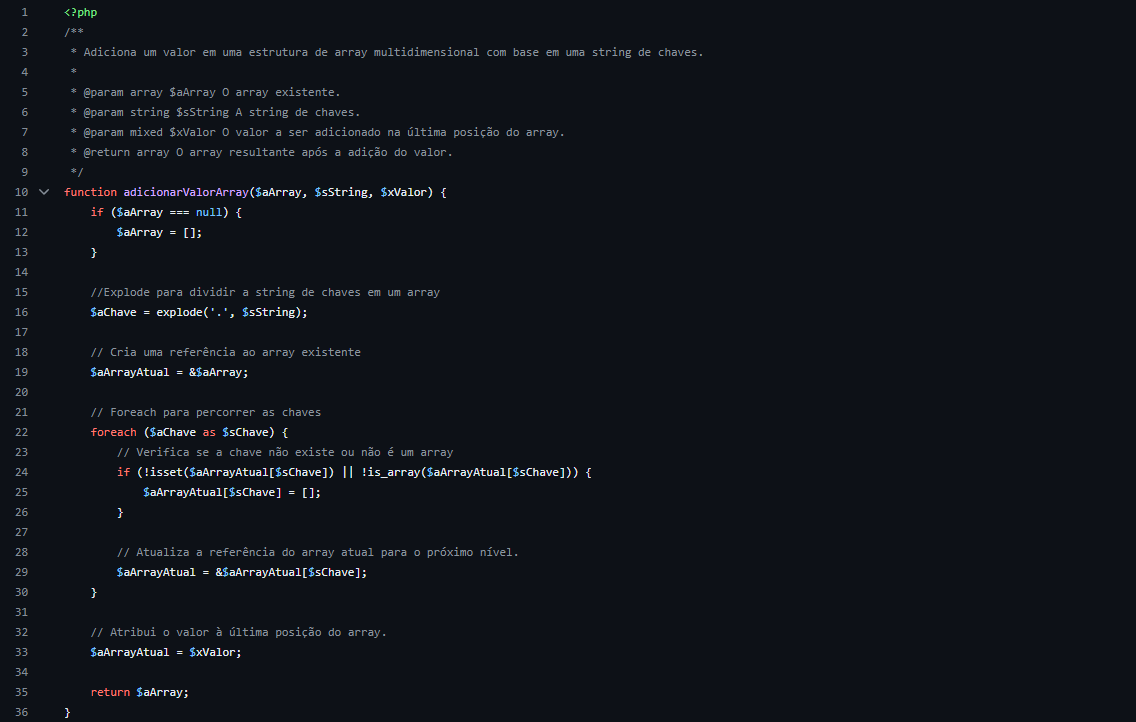 1 <?php
2 /**
3  * Adiciona um valor em uma estrutura de array multidimensional com base em uma string de chaves.
4  *
5  * @param array $aArray O array existente.
6  * @param string $sString A string de chaves.
7  * @param mixed $xValor O valor a ser adicionado na última posição do array.
8  * @return array O array resultante após a adição do valor.
9  */
10 function adicionarValorArray($aArray, $sString, $xValor) {
11     if ($aArray === null) {
12         $aArray = [];
13     }
14
15     //Explode para dividir a string de chaves em um array
16     $aChave = explode('.', $sString);
17
18     // Cria uma referência ao array existente
19     $aArrayAtual = &$aArray;
20
21     // Foreach para percorrer as chaves
22     foreach ($aChave as $sChave) {
23         // Verifica se a chave não existe ou não é um array
24         if (!isset($aArrayAtual[$sChave]) || !is_array($aArrayAtual[$sChave])) {
25             $aArrayAtual[$sChave] = [];
26         }
27
28         // Atualiza a referência do array atual para o próximo nível.
29         $aArrayAtual = &$aArrayAtual[$sChave];
30     }
31
32     // Atribui o valor à última posição do array.
33     $aArrayAtual = $xValor;
34
35     return $aArray;
36 }